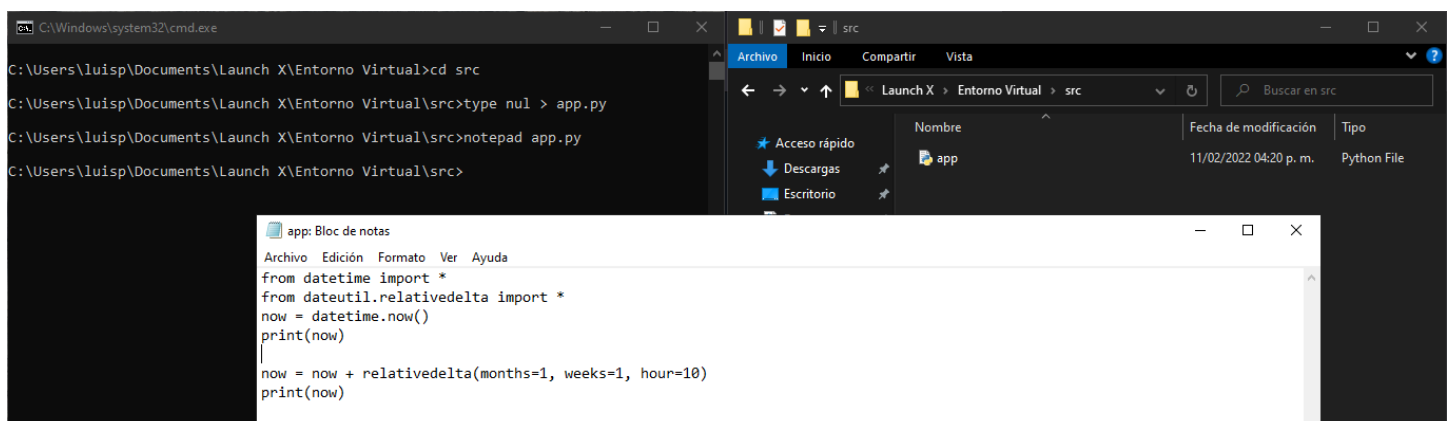 C:\Windows\system32\cmd.exe
C:\Users\luisp\Documents\Launch X\Entorno Virtual>cd src
C:\Users\luisp\Documents\Launch X\Entorno Virtual\src>type nul > app.py
C:\Users\luisp\Documents\Launch X\Entorno Virtual\src>notepad app.py
C:\Users\luisp\Documents\Launch X\Entorno Virtual\src>
src
Archivo Inicio Compartir Vista
« Launch X > Entorno Virtual > src Buscar en src
Nombre Fecha de modificación Tipo
Acceso rápido
app 11/02/2022 04:20 p. m. Python File
Descargas
Escritorio
app: Bloc de notas
Archivo Edición Formato Ver Ayuda
from datetime import *
from dateutil.relativedelta import *
now = datetime.now()
print(now)
now = now + relativedelta(months=1, weeks=1, hour=10)
print(now)